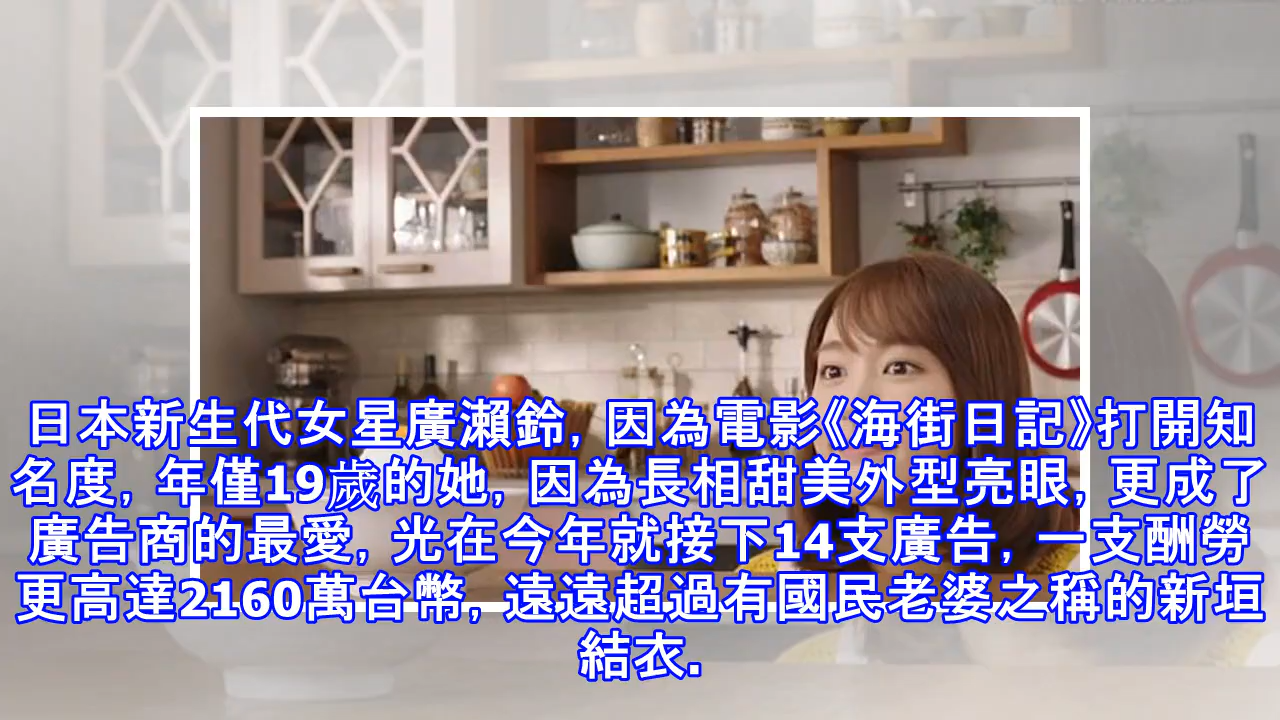 日本新生代女星廣瀨鈴, 因為電影《海街日記》打開知
名度, 年僅19歲的她, 因為長相甜美外型亮眼, 更成了
廣告商的最愛, 光在今年就接下14支廣告, 一支酬勞
更高達2160萬台幣, 遠遠超過有國民老婆之稱的新垣
結衣.